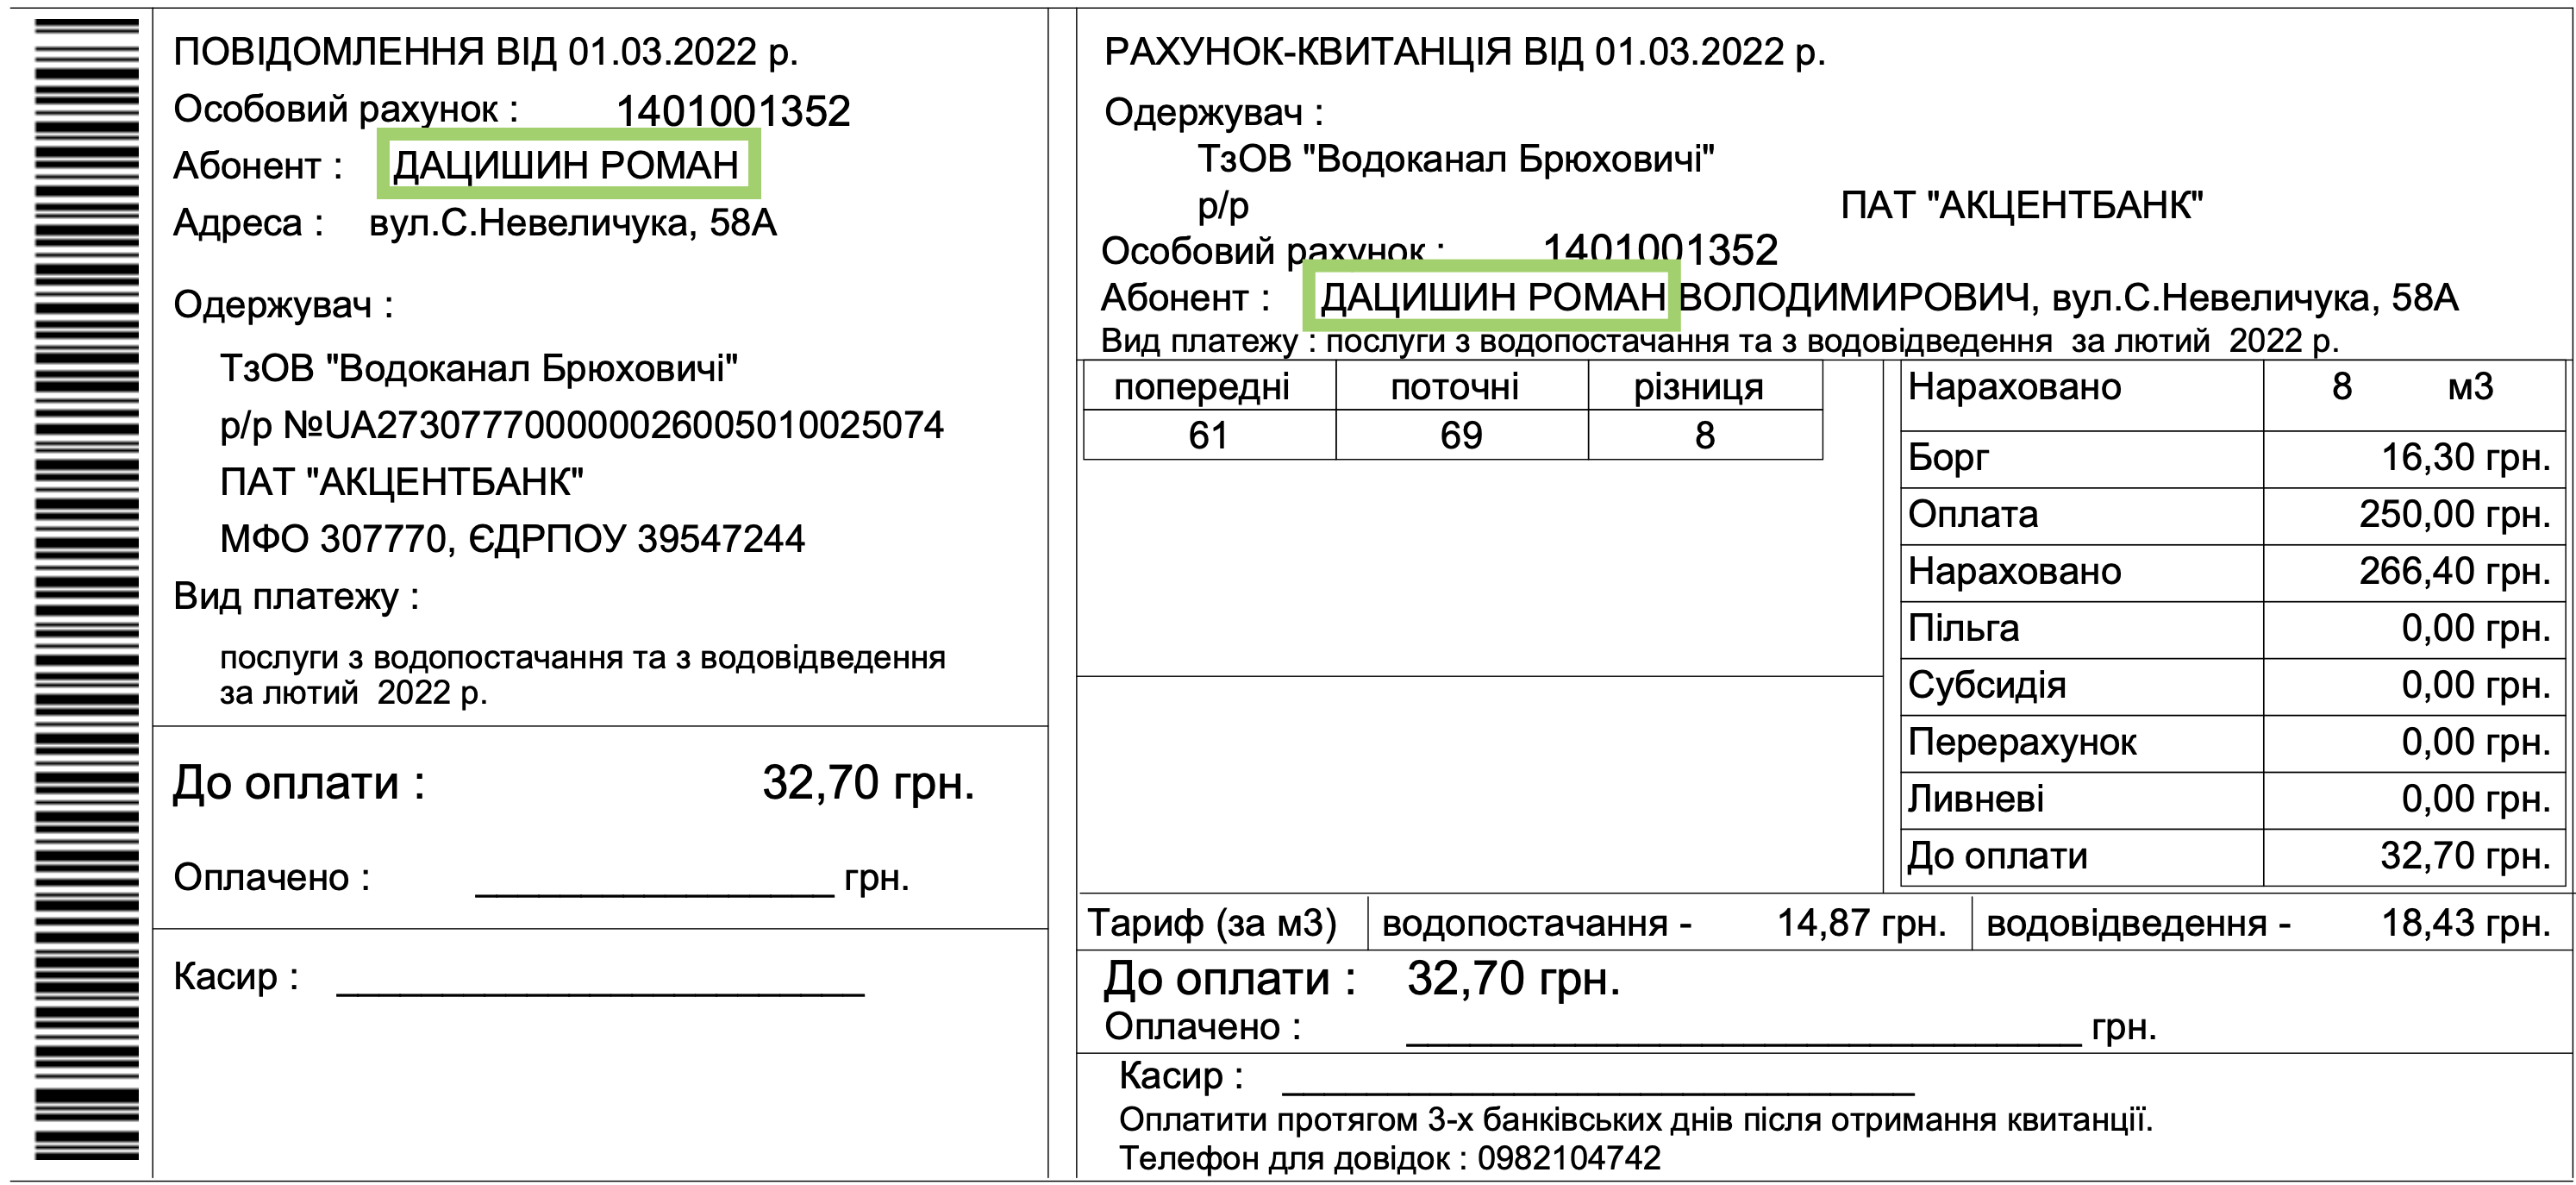 ПОВІДОМЛЕННЯ ВІД 01.03.2022 р.
Особовий рахунок : 1401001352
Абонент : ДАЦИШИН РОМАН
Адреса : вул.С.Невеличука, 58А
Одержувач :
ТзОВ "Водоканал Брюховичі"
р/р №UA273077700000026005010025074
ПАТ "АКЦЕНТБАНК"
МФО 307770, ЄДРПОУ 39547244
Вид платежу :
послуги з водопостачання та з водовідведення
за лютий 2022 р.
До оплати : 32,70 грн.
Оплачено : __________________ грн.
Касир : __________________________
РАХУНОК-КВИТАНЦІЯ ВІД 01.03.2022 р.
Одержувач :
ТзОВ "Водоканал Брюховичі"
р/р ПАТ "АКЦЕНТБАНК"
Особовий рахунок : 1401001352
Абонент : ДАЦИШИН РОМАН ВОЛОДИМИРОВИЧ, вул.С.Невеличука, 58А
Вид платежу : послуги з водопостачання та з водовідведення за лютий 2022 р.
попередні поточні різниця
61 69 8
Нараховано 8 м3
Борг 16,30 грн.
Оплата 250,00 грн.
Нараховано 266,40 грн.
Пільга 0,00 грн.
Субсидія 0,00 грн.
Перерахунок 0,00 грн.
Ливневі 0,00 грн.
До оплати 32,70 грн.
Тариф (за м3) водопостачання - 14,87 грн. водовідведення - 18,43 грн.
До оплати : 32,70 грн.
Оплачено : __________________________________ грн.
Касир : ________________________________
Оплатити протягом 3-х банківських днів після отримання квитанції.
Телефон для довідок : 0982104742